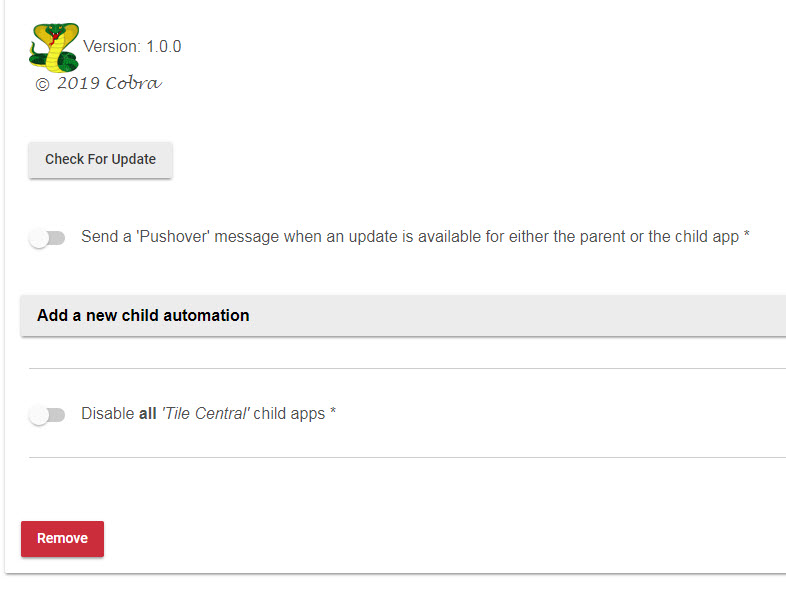 Version: 1.0.0
© 2019 Cobra
Check For Update
Send a 'Pushover' message when an update is available for either the parent or the child app *
Add a new child automation
Disable all 'Tile Central' child apps *
Remove